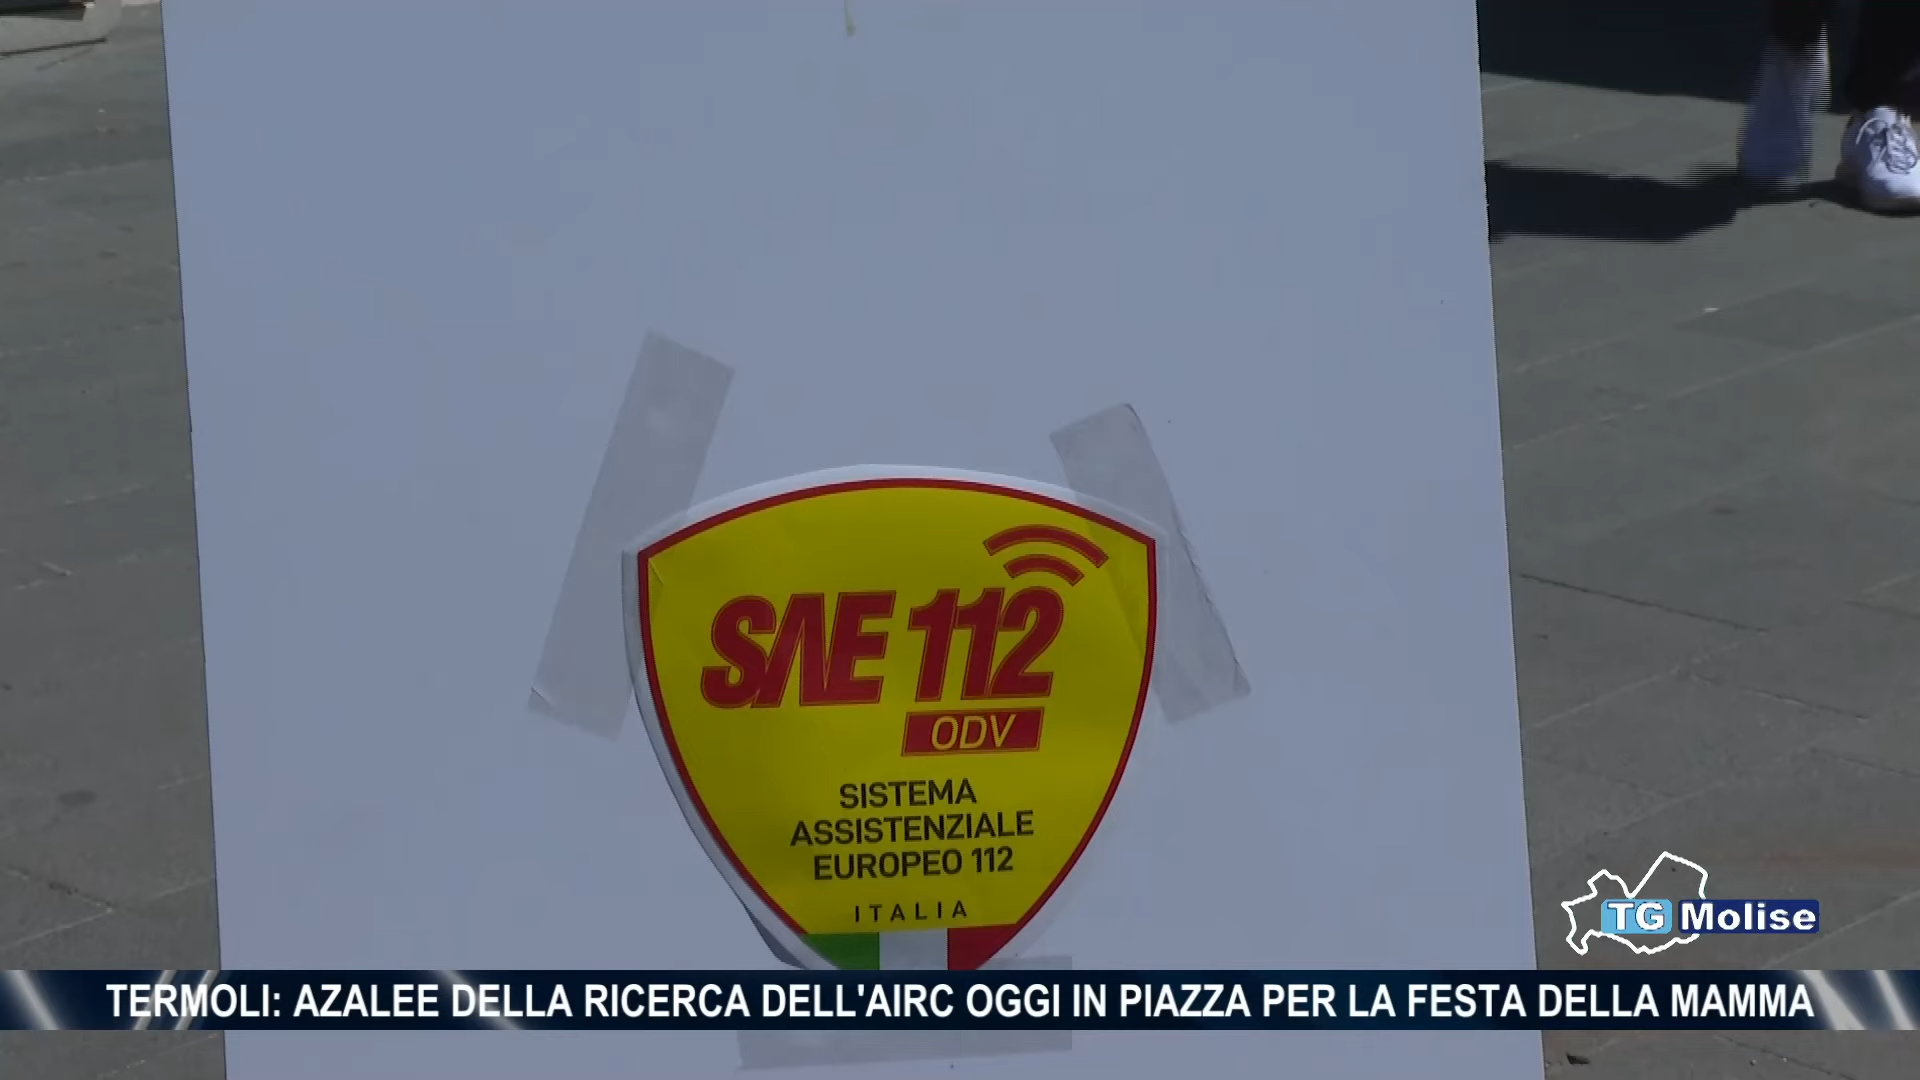 SAE 112
ODV
SISTEMA
ASSISTENZIALE
EUROPEO 112
ITALIA
TG Molise
TERMOLI: AZALEE DELLA RICERCA DELL'AIRC OGGI IN PIAZZA PER LA FESTA DELLA MAMMA